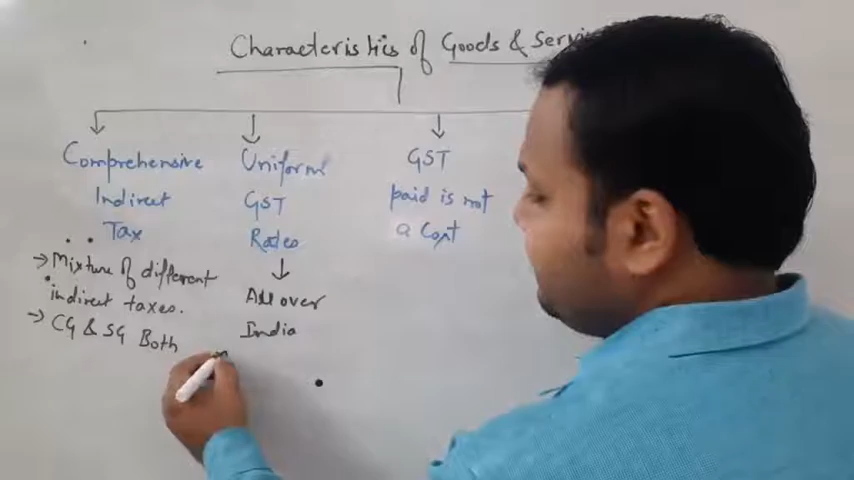 Characteristics of Goods & Servi
Comprehensive
Indirect
Tax
→ Mixture of different
indirect taxes.
→ CG & SG Both
Uniform
GST
Rates
All over
India
GST
paid is not
a Cost